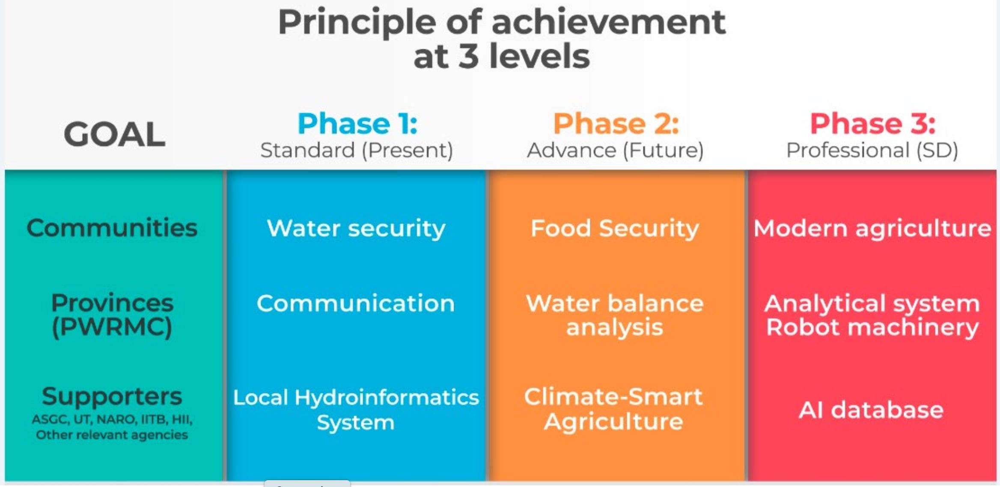 Principle of achievement
at 3 levels
GOAL
Phase 1:
Standard (Present)
Phase 2:
Advance (Future)
Phase 3:
Professional (SD)
Communities
Water security
Food Security
Modern agriculture
Provinces
(PWRMC)
Communication
Water balance
analysis
Analytical system
Robot machinery
Supporters
ASGC, UT, NARO, IITB, HII,
Other relevant agencies
Local Hydroinformatics
System
Climate-Smart
Agriculture
AI database